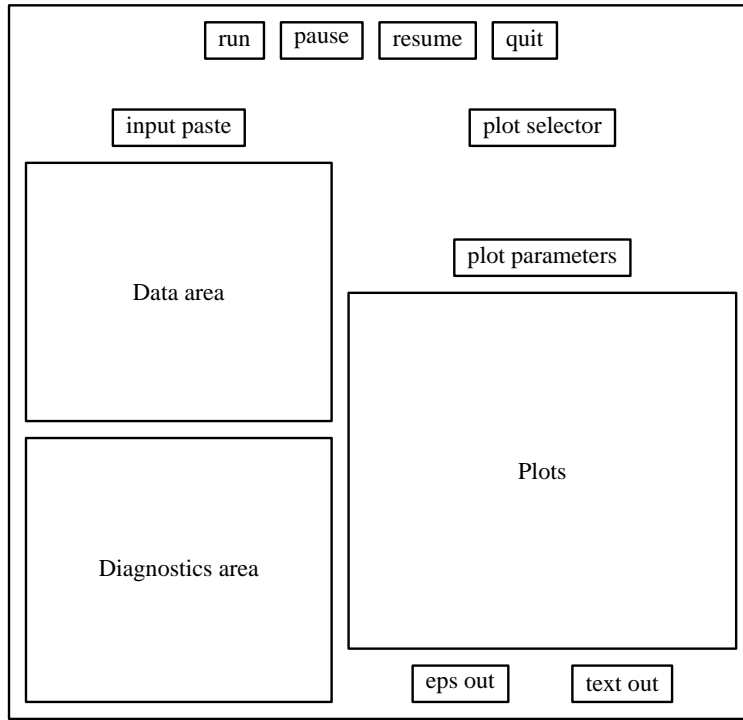 run
pause
resume
quit
input paste
plot selector
plot parameters
Data area
Plots
Diagnostics area
eps out
text out